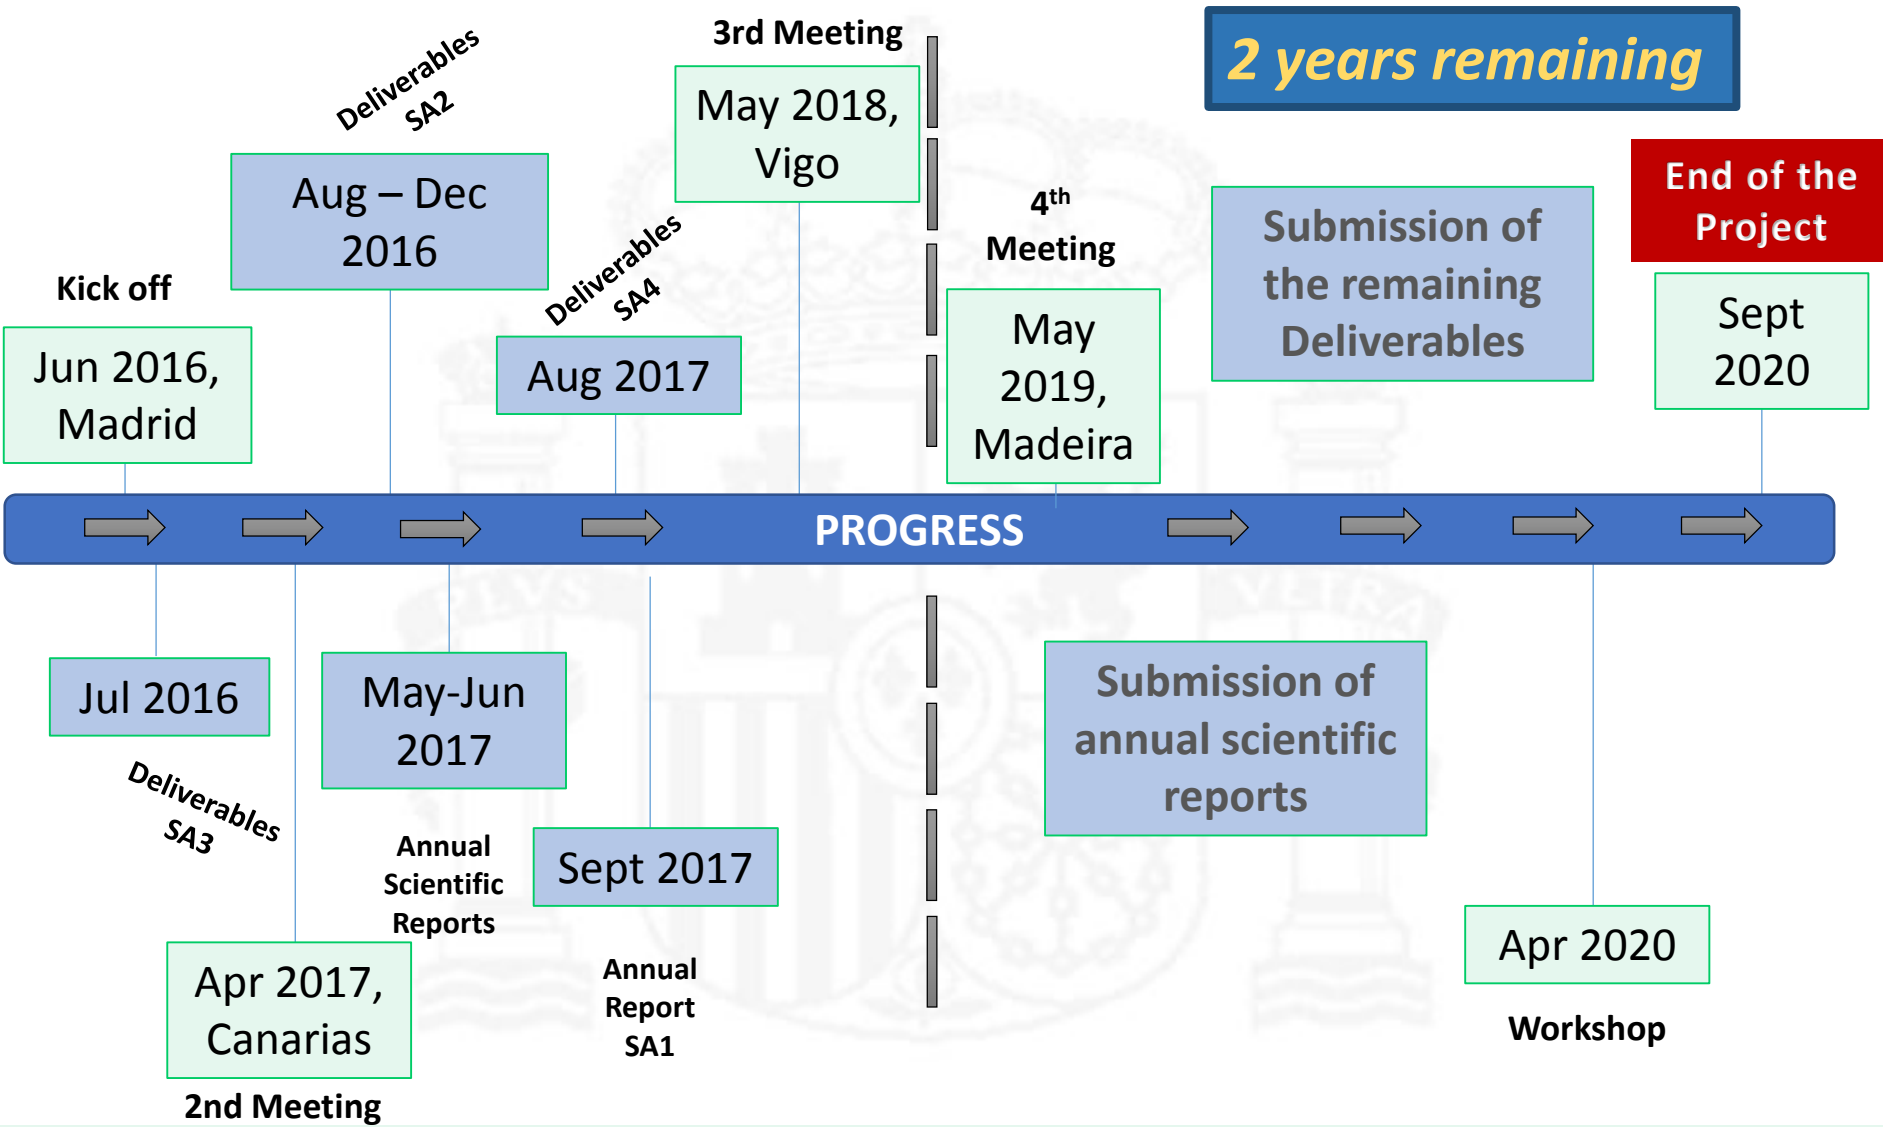 3rd Meeting
2 years remaining
Deliverables
SA2
May 2018,
Vigo
Aug – Dec
2016
End of the
Project
4th
Meeting
Submission of
the remaining
Deliverables
Deliverables
SA4
Kick off
Jun 2016,
Madrid
Aug 2017
May
2019,
Madeira
Sept
2020
PROGRESS
PLVS
VLTRA
Jul 2016
Deliverables
SA3
May-Jun
2017
Submission of
annual scientific
reports
Annual
Scientific
Reports
Sept 2017
Apr 2017,
Canarias
2nd Meeting
Annual
Report
SA1
Apr 2020
Workshop